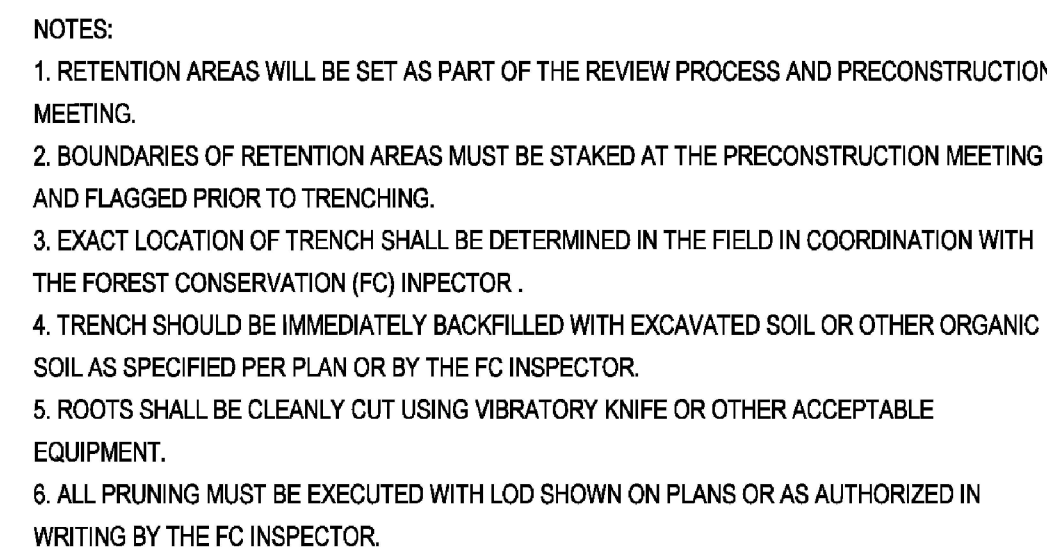 NOTES:
1. RETENTION AREAS WILL BE SET AS PART OF THE REVIEW PROCESS AND PRECONSTRUCTION
MEETING.
2. BOUNDARIES OF RETENTION AREAS MUST BE STAKED AT THE PRECONSTRUCTION MEETING
AND FLAGGED PRIOR TO TRENCHING.
3. EXACT LOCATION OF TRENCH SHALL BE DETERMINED IN THE FIELD IN COORDINATION WITH
THE FOREST CONSERVATION (FC) INPECTOR .
4. TRENCH SHOULD BE IMMEDIATELY BACKFILLED WITH EXCAVATED SOIL OR OTHER ORGANIC
SOIL AS SPECIFIED PER PLAN OR BY THE FC INSPECTOR.
5. ROOTS SHALL BE CLEANLY CUT USING VIBRATORY KNIFE OR OTHER ACCEPTABLE
EQUIPMENT.
6. ALL PRUNING MUST BE EXECUTED WITH LOD SHOWN ON PLANS OR AS AUTHORIZED IN
WRITING BY THE FC INSPECTOR.